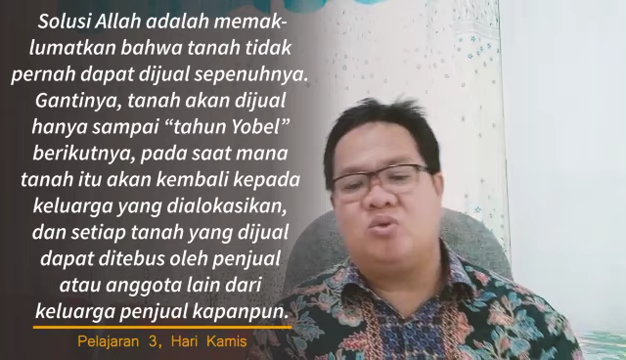 Solusi Allah adalah memak-
lumatkan bahwa tanah tidak
pernah dapat dijual sepenuhnya.
Gantinya, tanah akan dijual
hanya sampai “tahun Yobel”
berikutnya, pada saat mana
tanah itu akan kembali kepada
keluarga yang dialokasikan,
dan setiap tanah yang dijual
dapat ditebus oleh penjual
atau anggota lain dari
keluarga penjual kapanpun.
Pelajaran 3, Hari Kamis